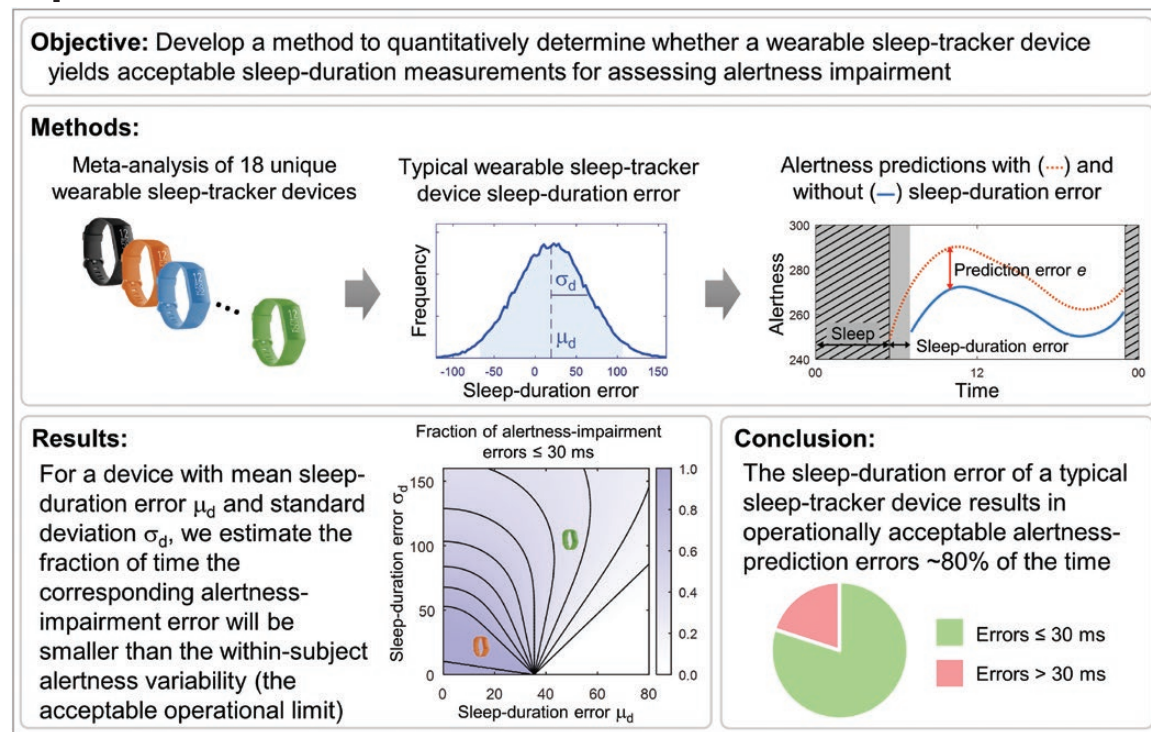 Objective: Develop a method to quantitatively determine whether a wearable sleep-tracker device
yields acceptable sleep-duration measurements for assessing alertness impairment
Methods:
Meta-analysis of 18 unique
wearable sleep-tracker devices
Typical wearable sleep-tracker
device sleep-duration error
Frequency
σd
μd
-100
-50
0
50
100
150
Sleep-duration error
Alertness predictions with (····) and
without (—) sleep-duration error
300
280
260
240
Alertness
Prediction error e
Sleep
Sleep-duration error
00
12
00
Time
Results:
For a device with mean sleep-
duration error μd and standard
deviation σd, we estimate the
fraction of time the
corresponding alertness-
impairment error will be
smaller than the within-subject
alertness variability (the
acceptable operational limit)
Fraction of alertness-impairment
errors ≤ 30 ms
Sleep-duration error σd
150
100
50
0
0
20
40
60
80
Sleep-duration error μd
1.0
0.8
0.6
0.4
0.2
0.0
Conclusion:
The sleep-duration error of a typical
sleep-tracker device results in
operationally acceptable alertness-
prediction errors ~80% of the time
Errors ≤ 30 ms
Errors > 30 ms